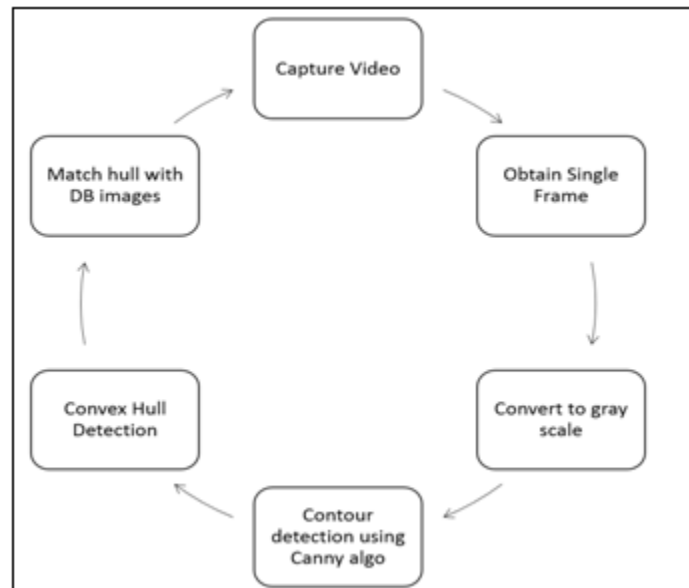 Capture Video
Obtain Single
Frame
Convert to gray
scale
Contour
detection using
Canny algo
Convex Hull
Detection
Match hull with
DB images